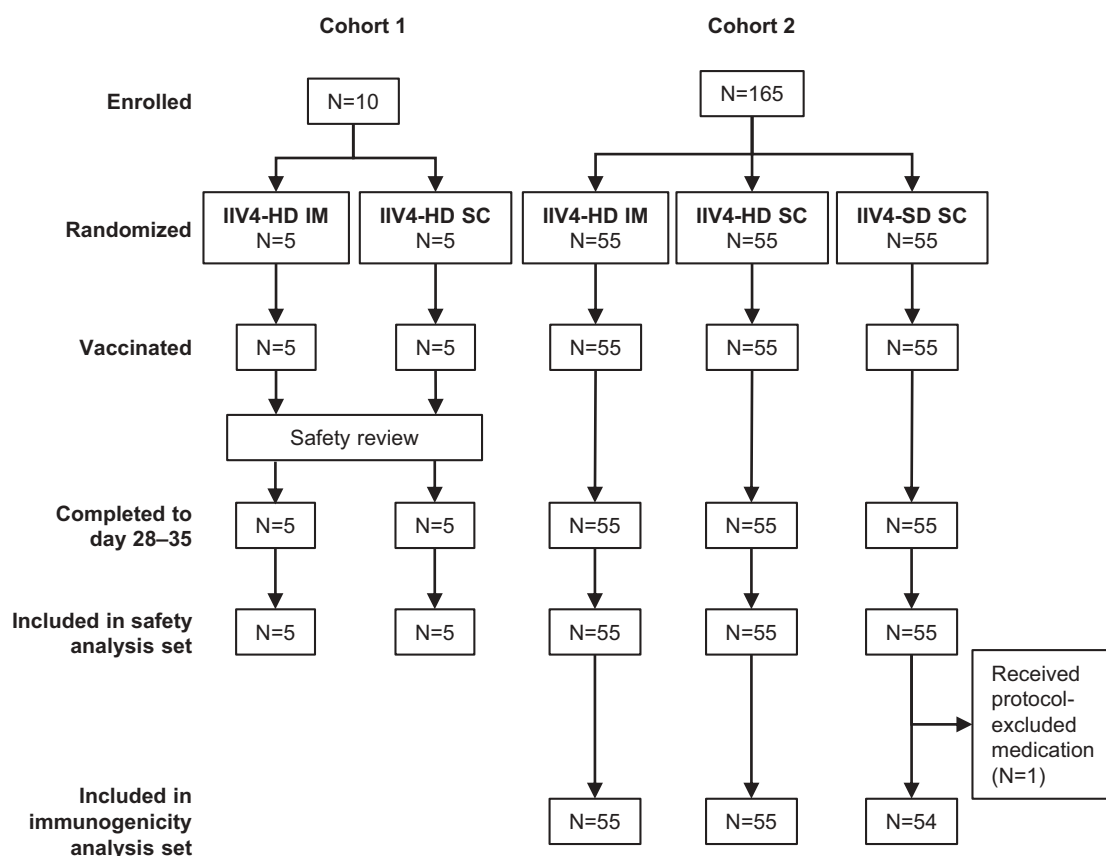 Cohort 1
Cohort 2
Enrolled
N=10
N=165
Randomized
IIV4-HD IM
N=5
IIV4-HD SC
N=5
IIV4-HD IM
N=55
IIV4-HD SC
N=55
IIV4-SD SC
N=55
Vaccinated
N=5
N=5
N=55
N=55
N=55
Safety review
Completed to
day 28–35
N=5
N=5
N=55
N=55
N=55
Included in safety
analysis set
N=5
N=5
N=55
N=55
N=55
Received
protocol-
excluded
medication
(N=1)
Included in
immunogenicity
analysis set
N=55
N=55
N=54